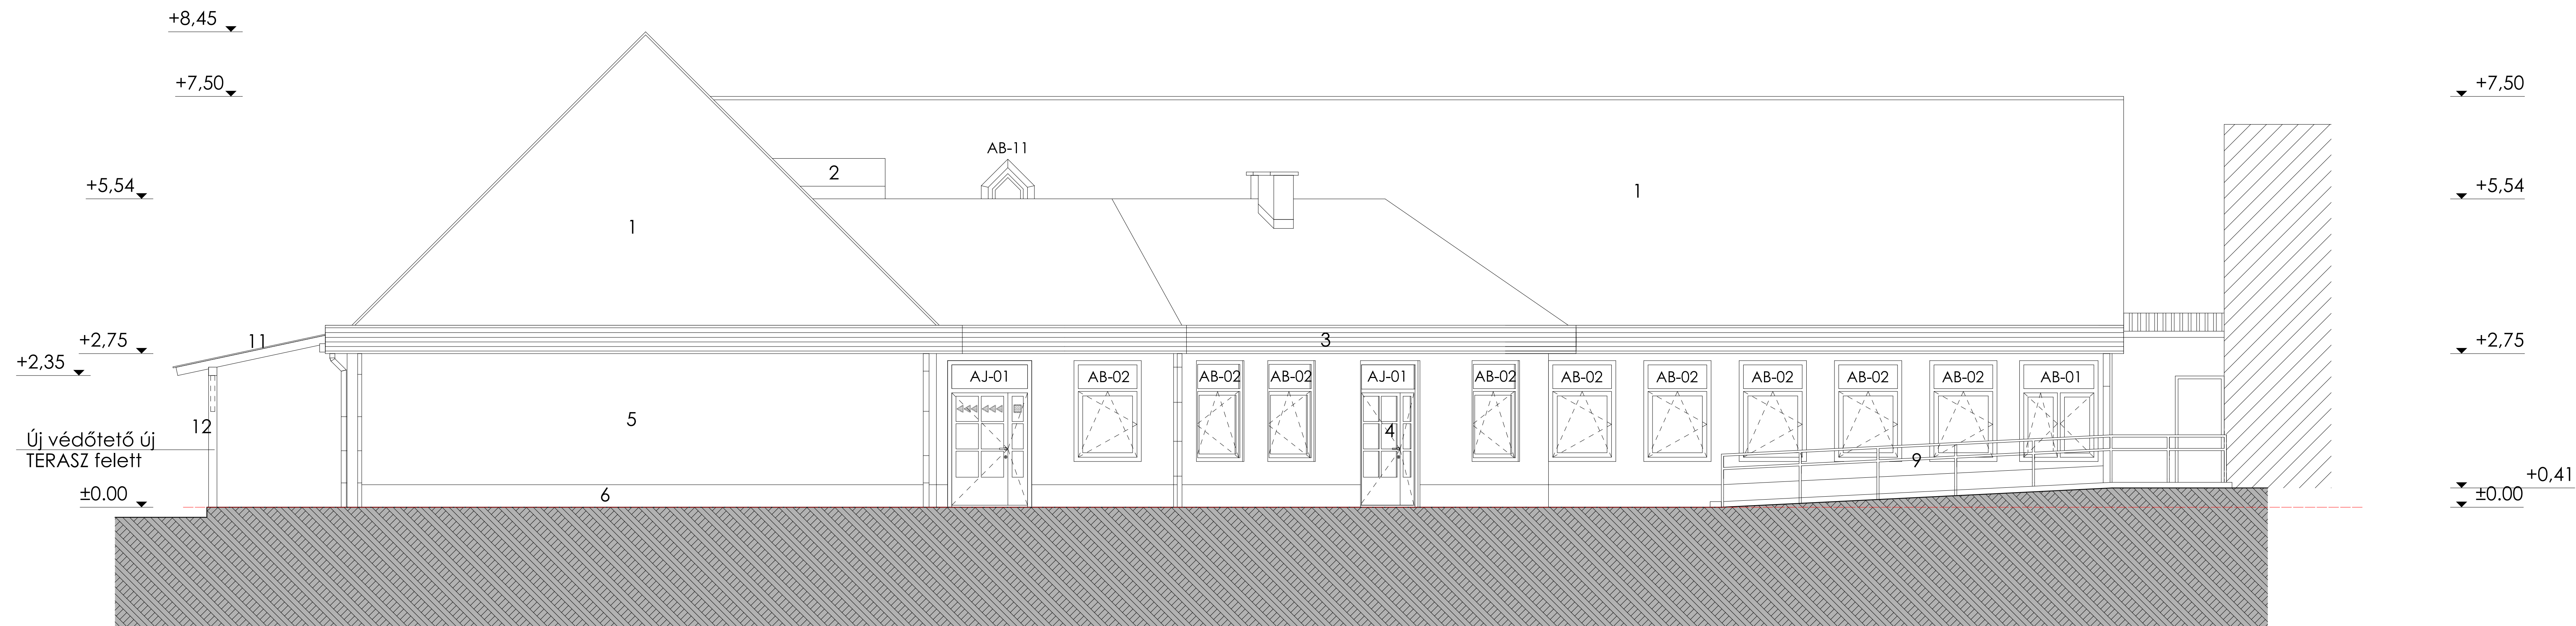 +8,45
+7,50
+7,50
AB-11
2
+5,54
+5,54
1
1
+2,75
11
3
+2,75
+2,35
AJ-01
AB-02
AB-02
AB-02
AJ-01
AB-02
AB-02
AB-02
AB-02
AB-02
AB-02
AB-01
12
5
4
Új védőtető új
TERASZ felett
9
±0.00
6
+0,41
±0.00